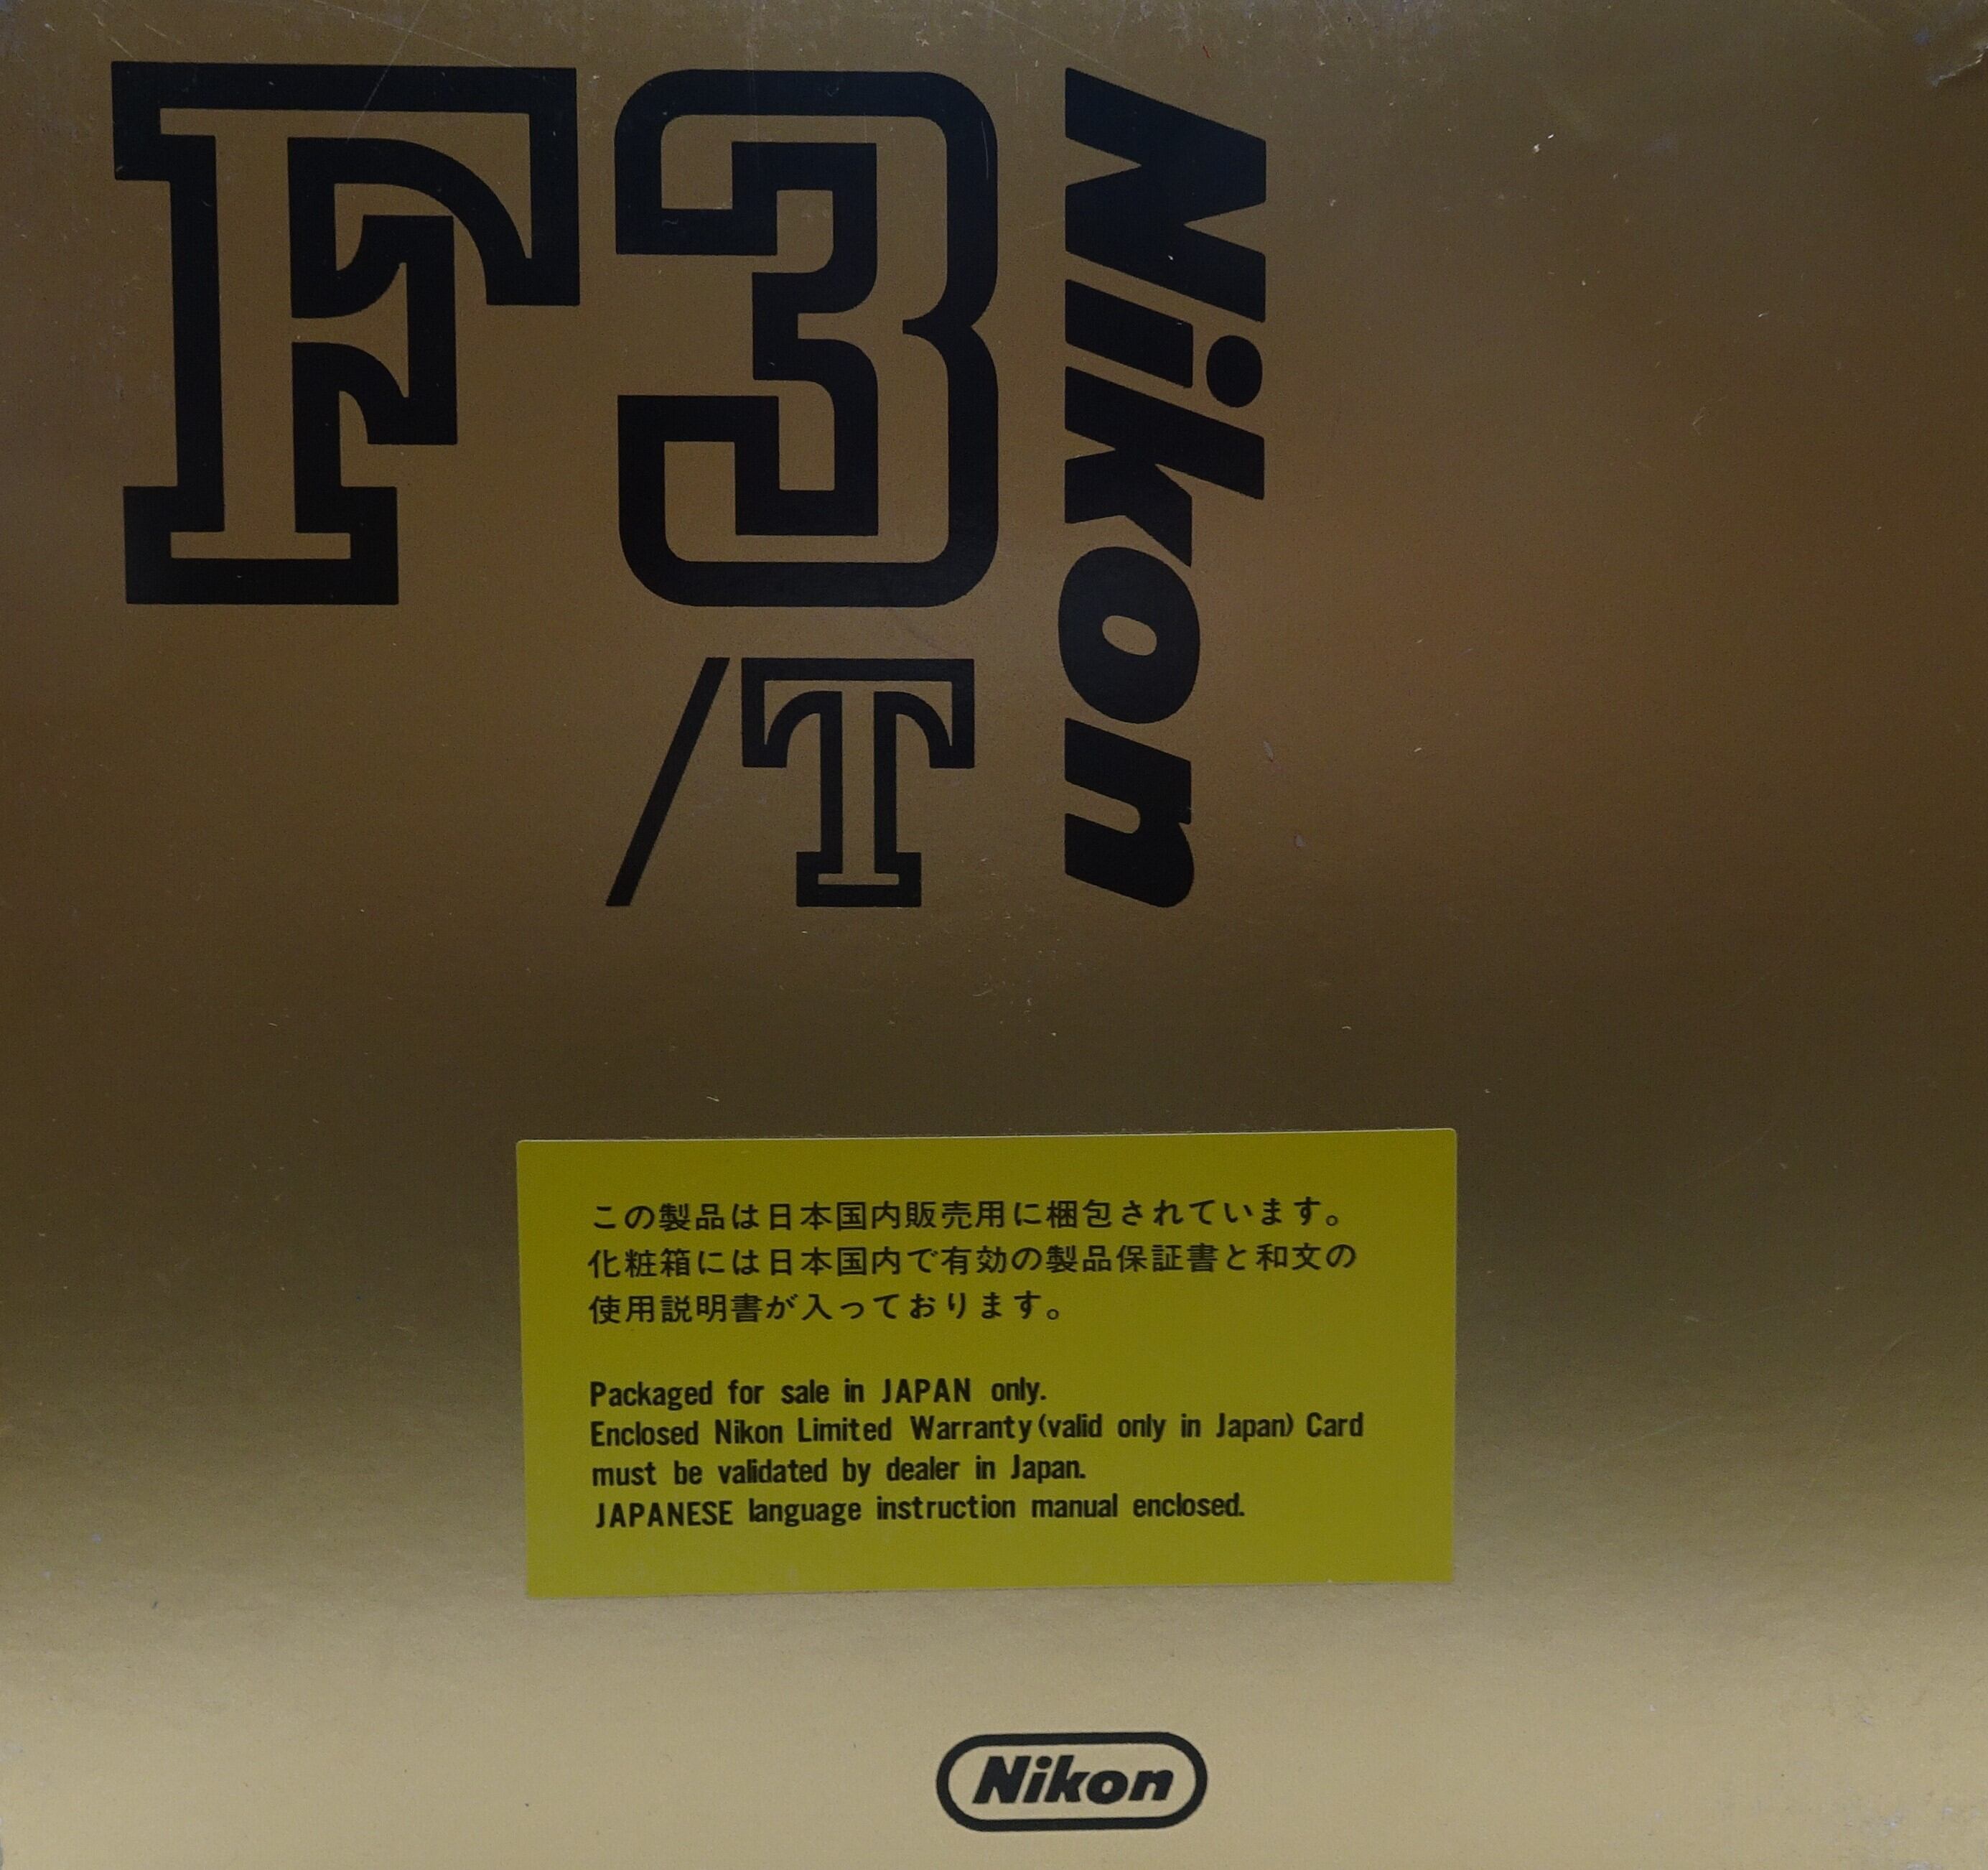 F3
/T
Nikon
この製品は日本国内販売用に梱包されています。
化粧箱には日本国内で有効の製品保証書と和文の
使用説明書が入っております。
Packaged for sale in JAPAN only.
Enclosed Nikon Limited Warranty (valid only in Japan) Card
must be validated by dealer in Japan.
JAPANESE language instruction manual enclosed.
Nikon